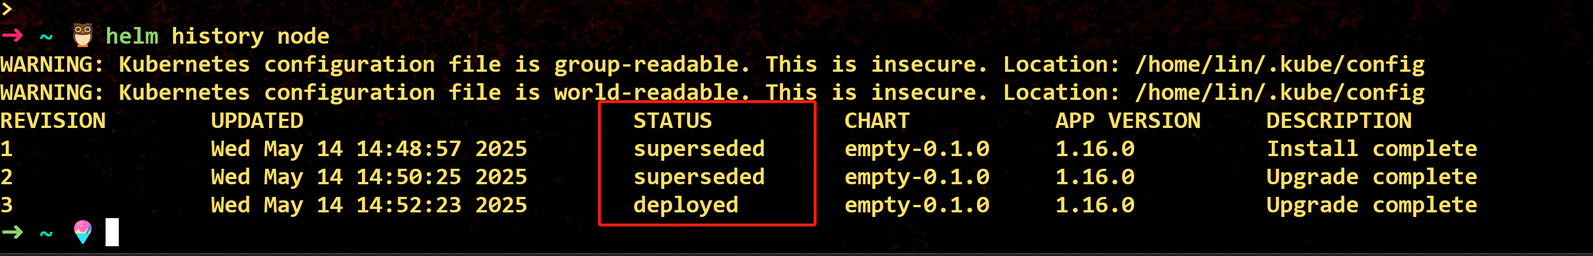 >
→ ~ 🦉 helm history node
WARNING: Kubernetes configuration file is group-readable. This is insecure. Location: /home/lin/.kube/config
WARNING: Kubernetes configuration file is world-readable. This is insecure. Location: /home/lin/.kube/config
REVISION UPDATED STATUS CHART APP VERSION DESCRIPTION
1 Wed May 14 14:48:57 2025 superseded empty-0.1.0 1.16.0 Install complete
2 Wed May 14 14:50:25 2025 superseded empty-0.1.0 1.16.0 Upgrade complete
3 Wed May 14 14:52:23 2025 deployed empty-0.1.0 1.16.0 Upgrade complete
→ ~ 🍧